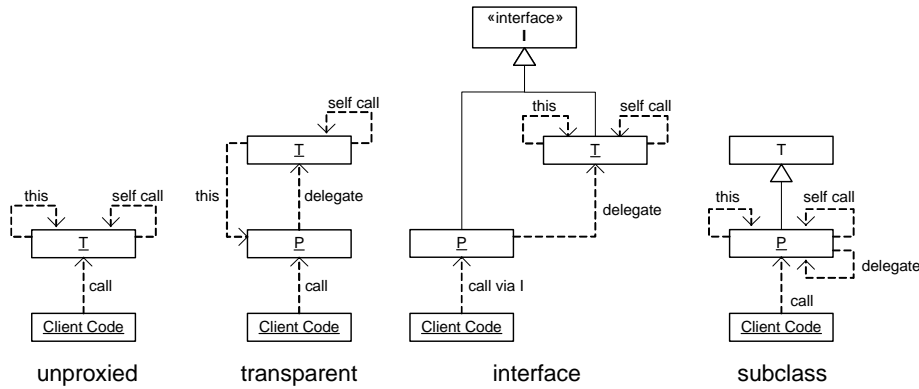 «interface»
I
self call
T
this
delegate
P
call
Client Code
transparent
this
self call
T
call
Client Code
unproxied
this
self call
T
delegate
P
call via I
Client Code
interface
T
this
self call
P
delegate
call
Client Code
subclass